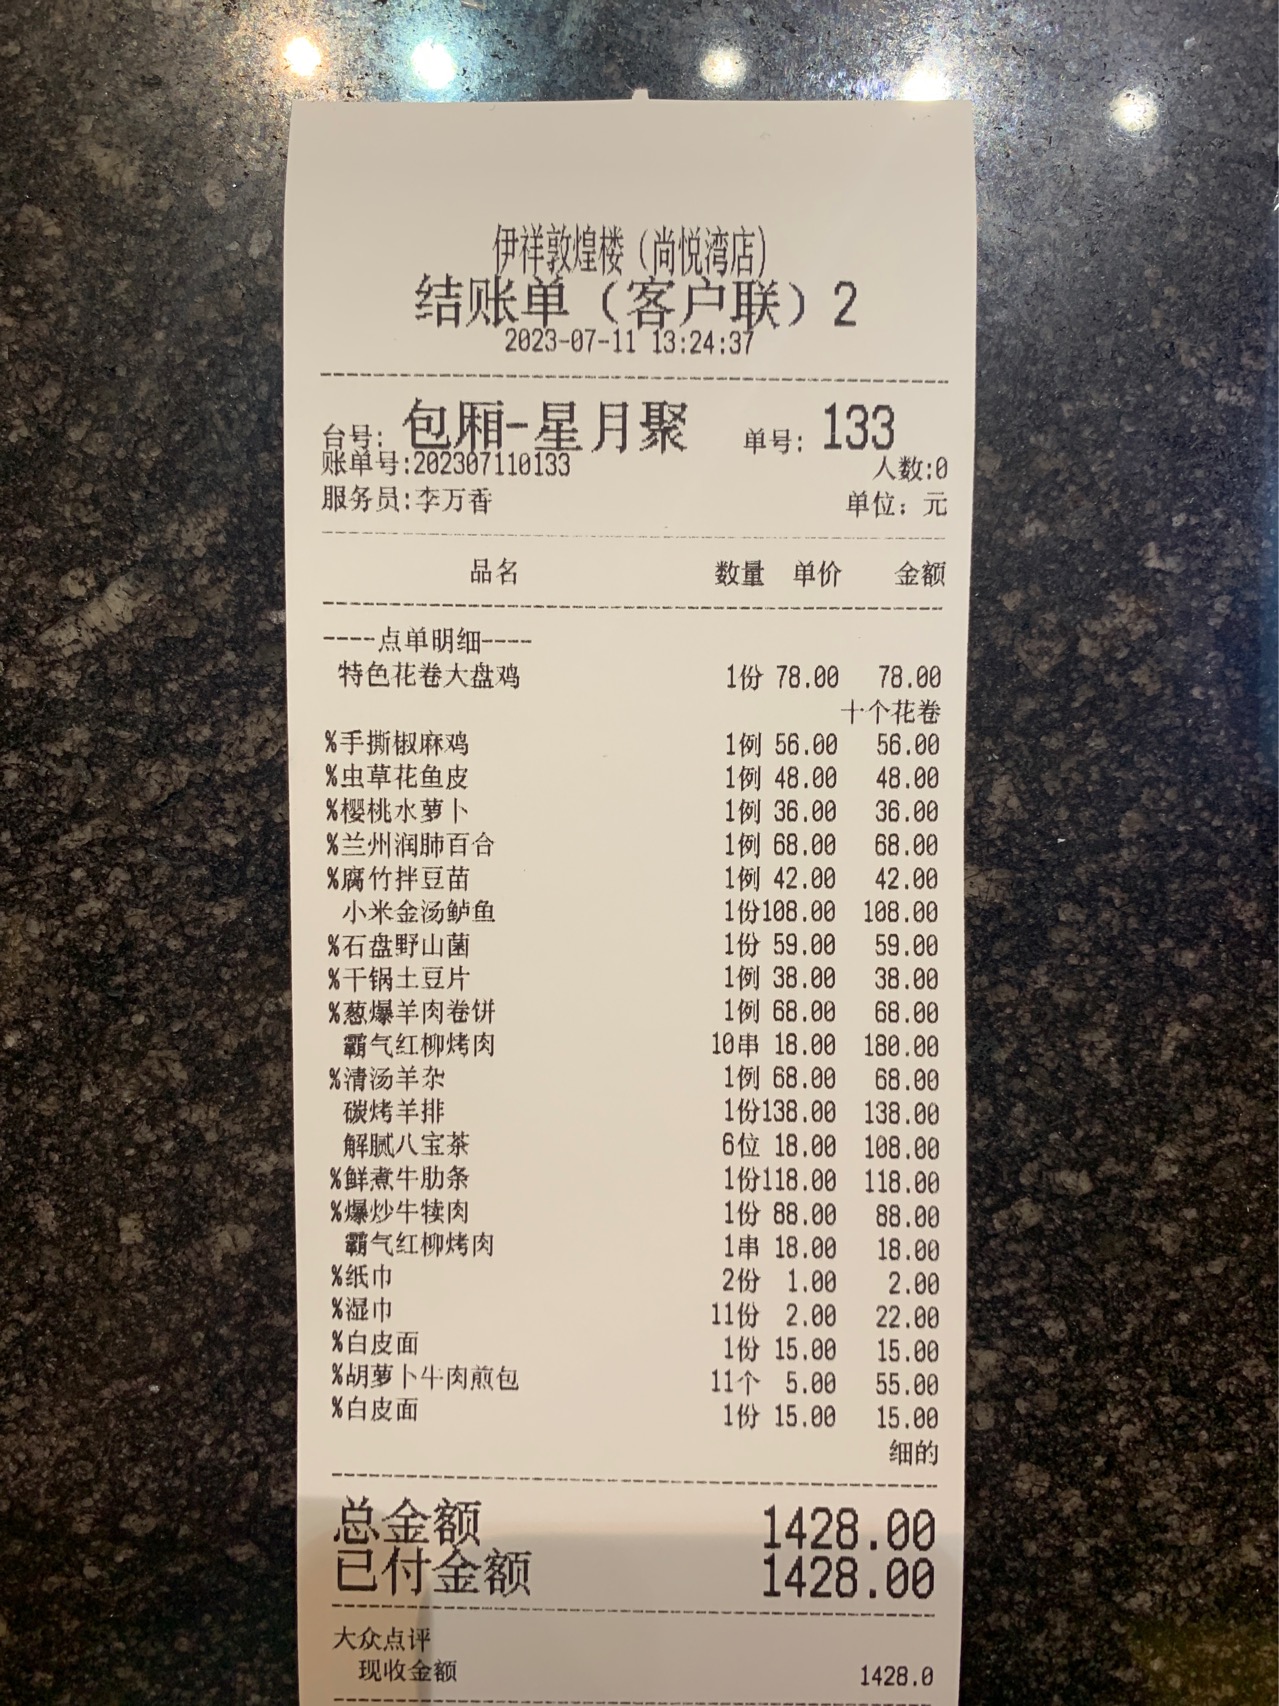 伊祥敦煌楼（尚悦湾店）
结账单（客户联）2
2023-07-11 13:24:37
台号: 包厢-星月聚 单号: 133
账单号:202307110133 人数:0
服务员:李万香 单位: 元
品名 数量 单价 金额
----点单明细----
特色花卷大盘鸡 1份 78.00 78.00
十个花卷
%手撕椒麻鸡 1例 56.00 56.00
%虫草花鱼皮 1例 48.00 48.00
%樱桃水萝卜 1例 36.00 36.00
%兰州润肺百合 1例 68.00 68.00
%腐竹拌豆苗 1例 42.00 42.00
小米金汤鲈鱼 1份108.00 108.00
%石盘野山菌 1份 59.00 59.00
%干锅土豆片 1例 38.00 38.00
%葱爆羊肉卷饼 1例 68.00 68.00
霸气红柳烤肉 10串 18.00 180.00
%清汤羊杂 1例 68.00 68.00
碳烤羊排 1份138.00 138.00
解腻八宝茶 6位 18.00 108.00
%鲜煮牛肋条 1份118.00 118.00
%爆炒牛犊肉 1份 88.00 88.00
霸气红柳烤肉 1串 18.00 18.00
%纸巾 2份 1.00 2.00
%湿巾 11份 2.00 22.00
%白皮面 1份 15.00 15.00
%胡萝卜牛肉煎包 11个 5.00 55.00
%白皮面 1份 15.00 15.00
细的
总金额 1428.00
已付金额 1428.00
大众点评
现收金额 1428.0